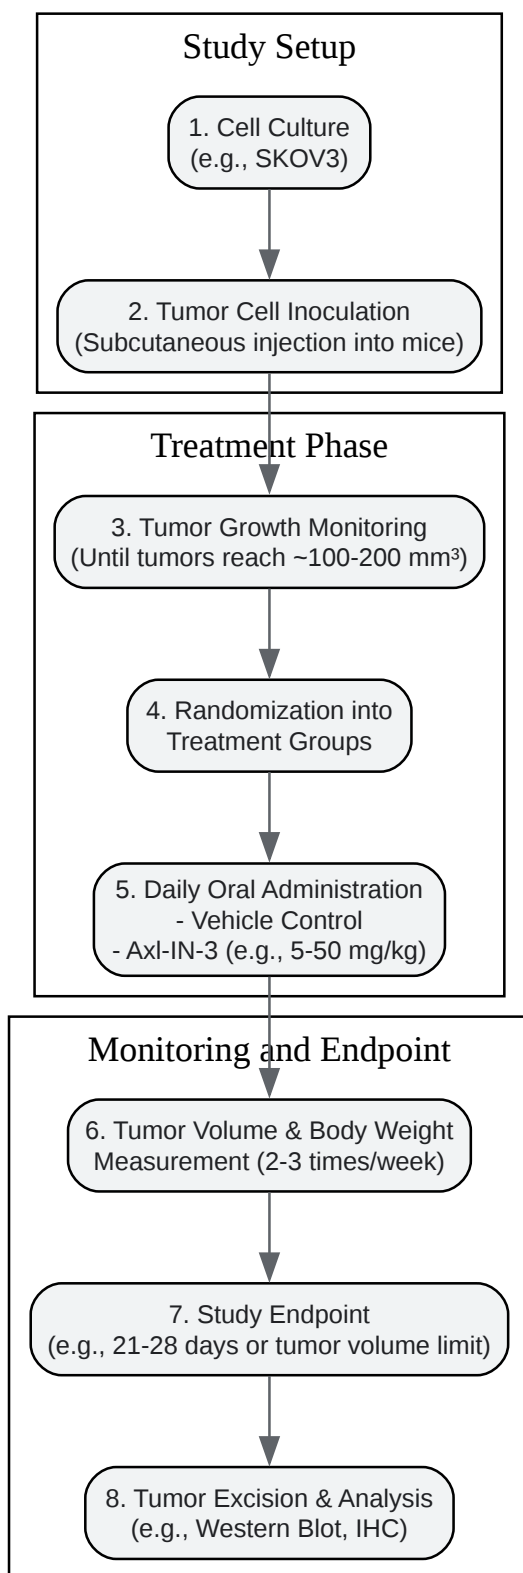 Study Setup
1. Cell Culture
(e.g., SKOV3)
2. Tumor Cell Inoculation
(Subcutaneous injection into mice)
Treatment Phase
3. Tumor Growth Monitoring
(Until tumors reach ~100-200 mm³)
4. Randomization into
Treatment Groups
5. Daily Oral Administration
- Vehicle Control
- Axl-IN-3 (e.g., 5-50 mg/kg)
Monitoring and Endpoint
6. Tumor Volume & Body Weight
Measurement (2-3 times/week)
7. Study Endpoint
(e.g., 21-28 days or tumor volume limit)
8. Tumor Excision & Analysis
(e.g., Western Blot, IHC)